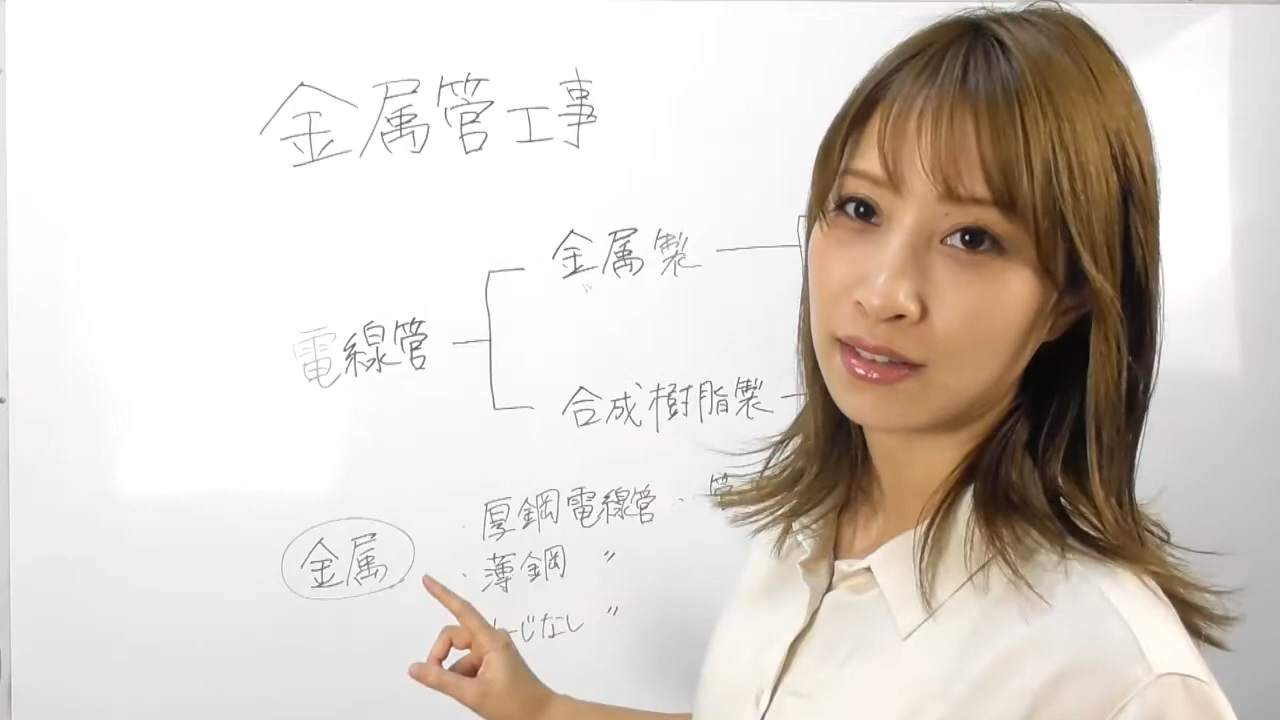 金属管工事
金属製
電線管
合成樹脂製
・厚鋼電線管・管
金属
・薄鋼 〃
じなし 〃